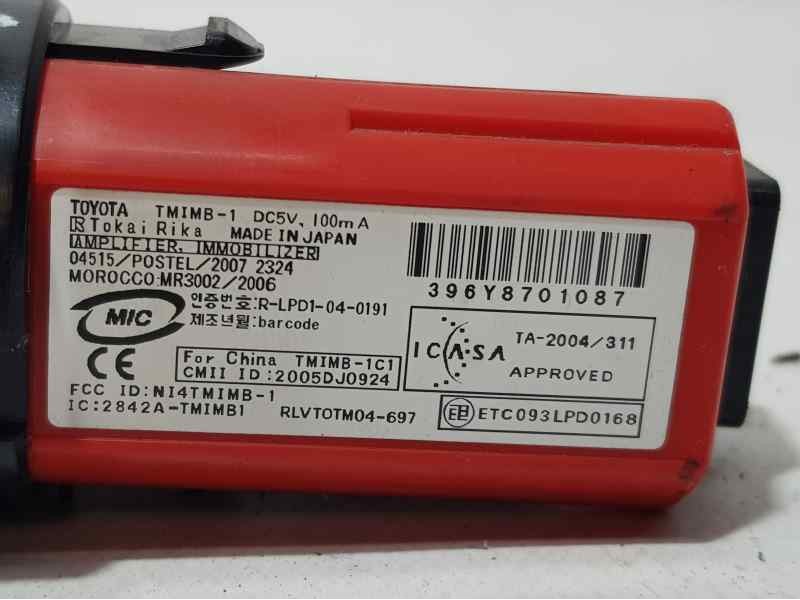 TOYOTA TMIMB-1 DC5V, 100mA
R Tokai Rika MADE IN JAPAN
AMPLIFIER, IMMOBILIZER
04515/POSTEL/2007 2324
MOROCCO:MR3002/2006
MIC
인증번호:R-LPD1-04-0191
제조년월:barcode
CE
For China TMIMB-1C1
CMII ID:2005DJ0924
FCC ID:NI4TMIMB-1
IC:2842A-TMIMB1
RLVTOTM04-697
396Y8701087
ICASA
TA-2004/311
APPROVED
ETC093LPD0168